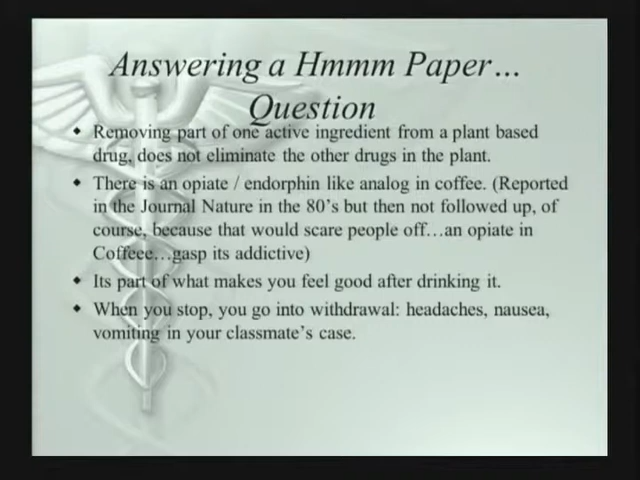 Answering a Hmmm Paper…
Question
Removing part of one active ingredient from a plant based
drug, does not eliminate the other drugs in the plant.
There is an opiate / endorphin like analog in coffee. (Reported
in the Journal Nature in the 80's but then not followed up, of
course, because that would scare people off…an opiate in
Coffeee…gasp its addictive)
Its part of what makes you feel good after drinking it.
When you stop, you go into withdrawal: headaches, nausea,
vomiting in your classmate's case.